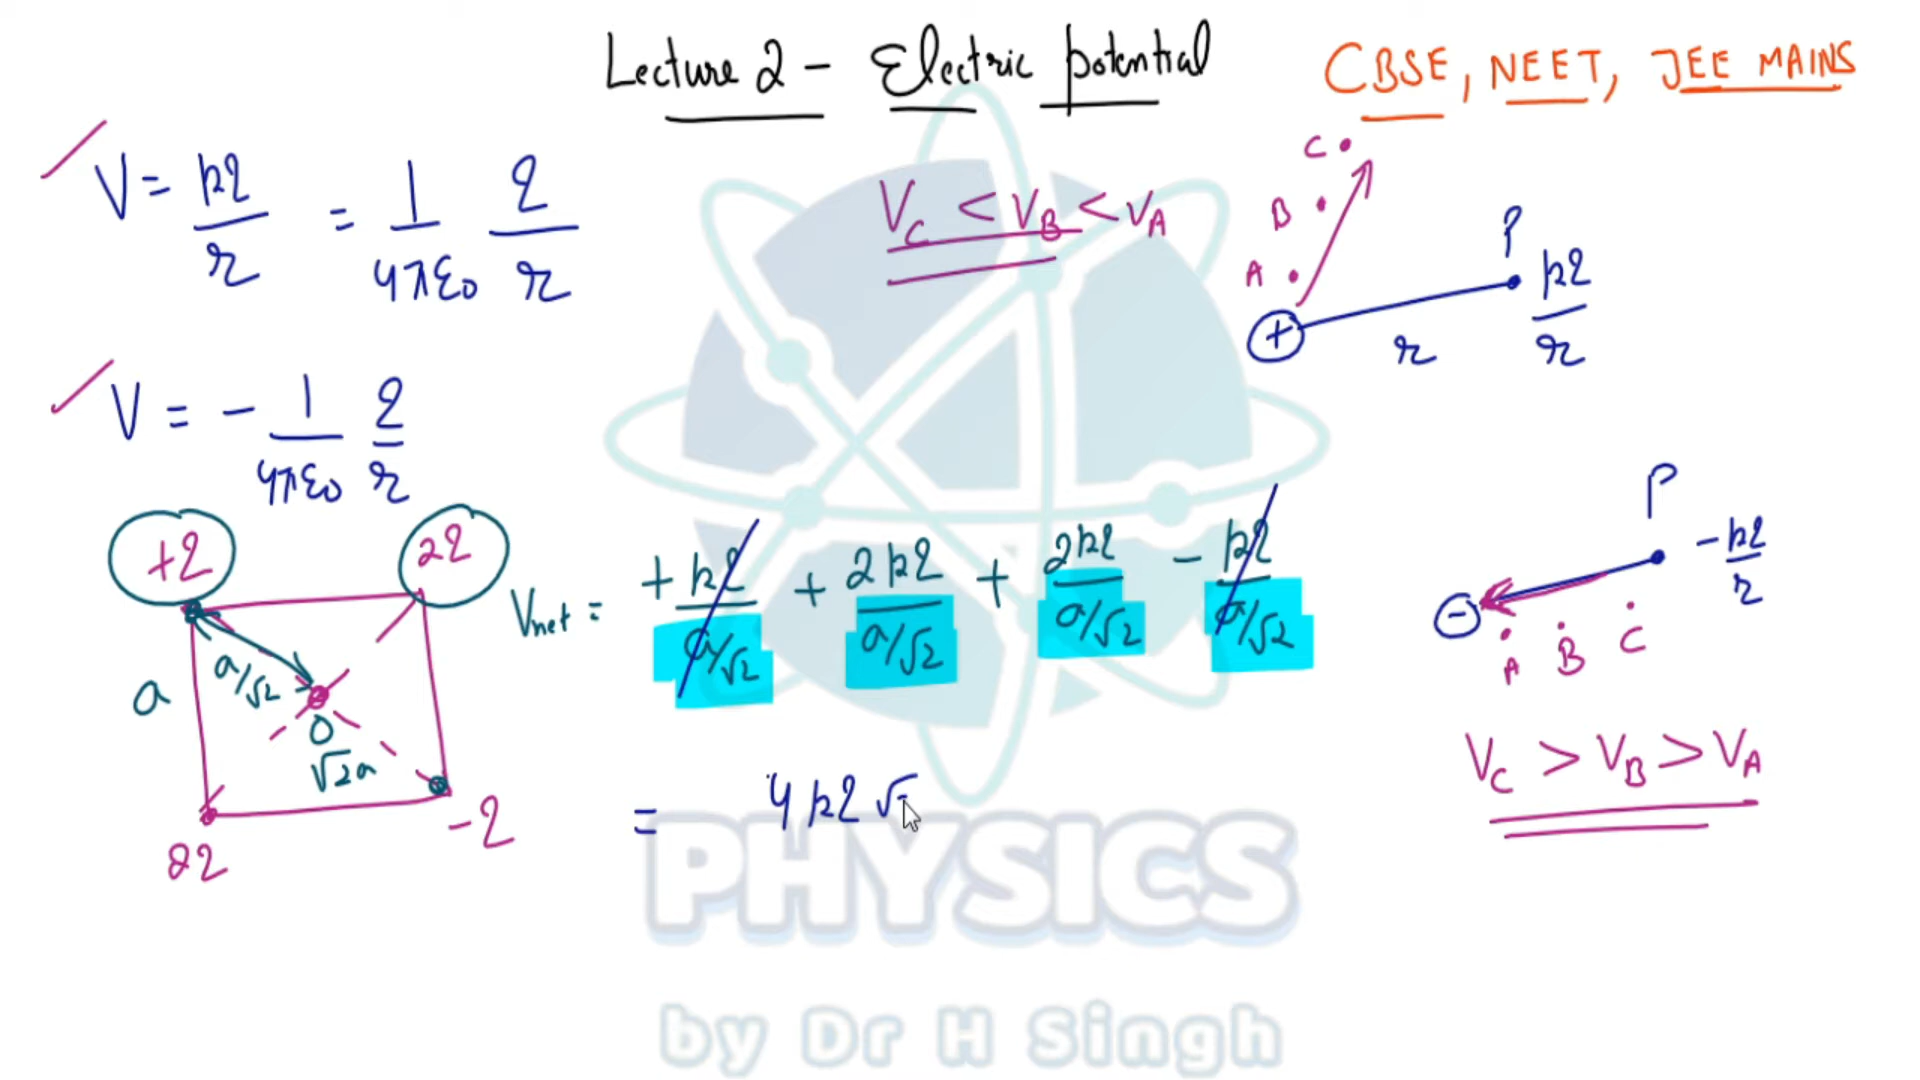 Lecture 2 - Electric potential
CBSE, NEET, JEE MAINS
V = kq/r = 1/4πε0 q/r
Vc < VB < VA
C
B
A
+
r
P
kq/r
V = - 1/4πε0 q/r
+q
2q
a
a/√2
O
√2a
2q
-q
Vnet = + kq/a/√2 + 2kq/a/√2 + 2kq/a/√2 - kq/a/√2
= 4kq√
P
-kq/r
-
A B C
Vc > VB > VA
PHYSICS
by Dr H Singh